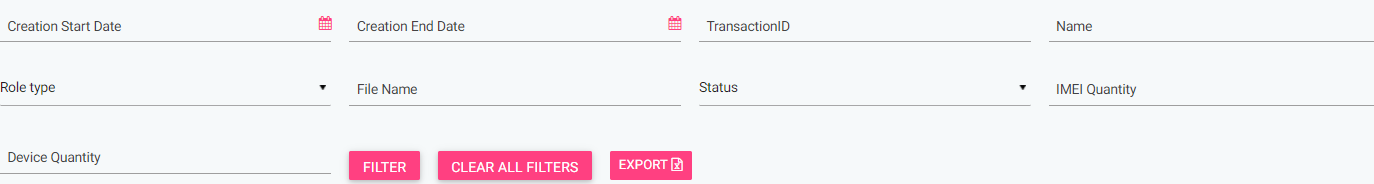 Creation Start Date
Creation End Date
TransactionID
Name
Role type
File Name
Status
IMEI Quantity
Device Quantity
FILTER
CLEAR ALL FILTERS
EXPORT